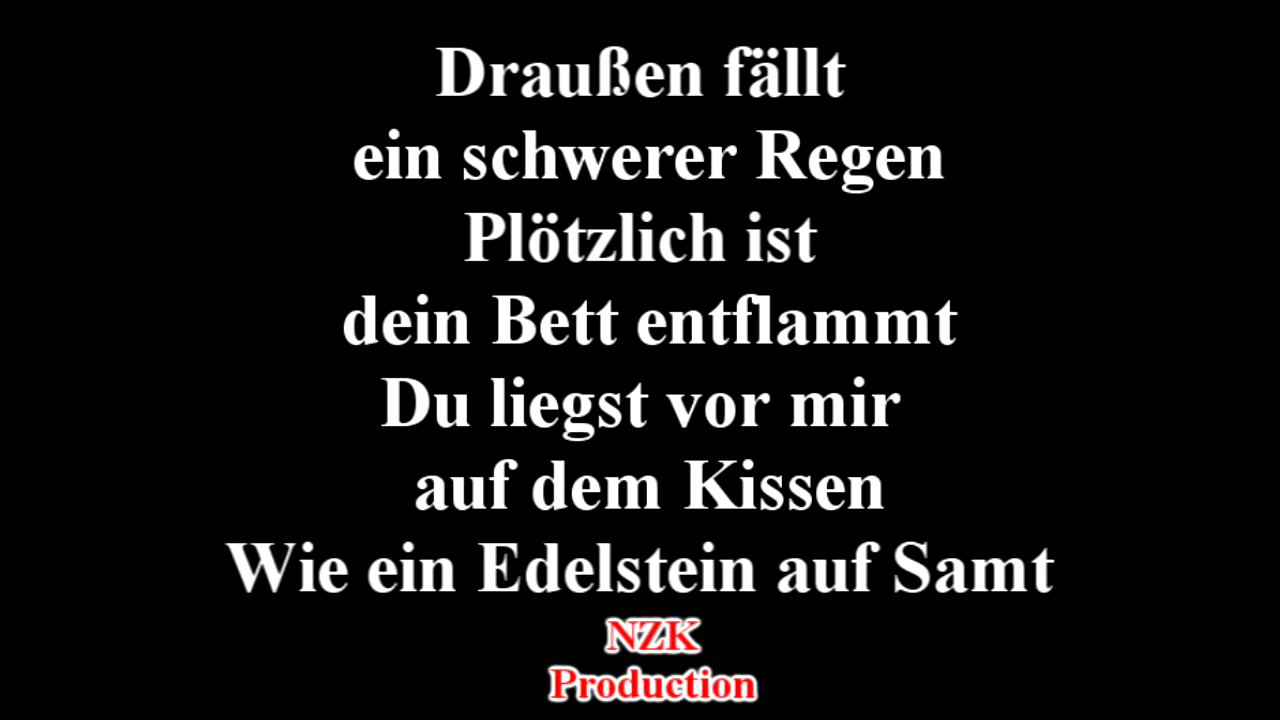 Draußen fällt
ein schwerer Regen
Plötzlich ist
dein Bett entflammt
Du liegst vor mir
auf dem Kissen
Wie ein Edelstein auf Samt
NZK
Production